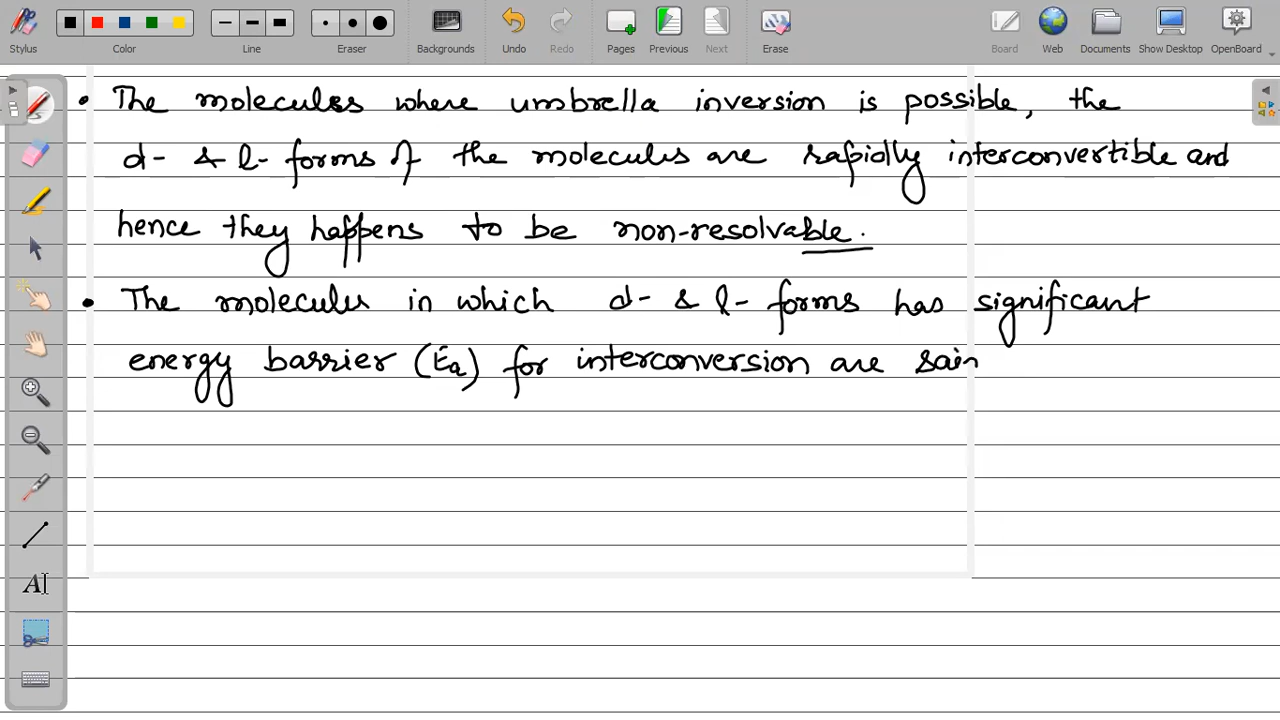 Stylus
Color
Line
Eraser
Backgrounds
Undo
Redo
Pages
Previous
Next
Erase
Board
Web
Documents
Show Desktop
OpenBoard
• The molecules where umbrella inversion is possible, the
d- & l- forms of the molecules are rapidly interconvertible and
hence they happens to be non-resolvable.
• The molecules in which d- & l- forms has significant
energy barrier (Ea) for interconversion are sain
AI